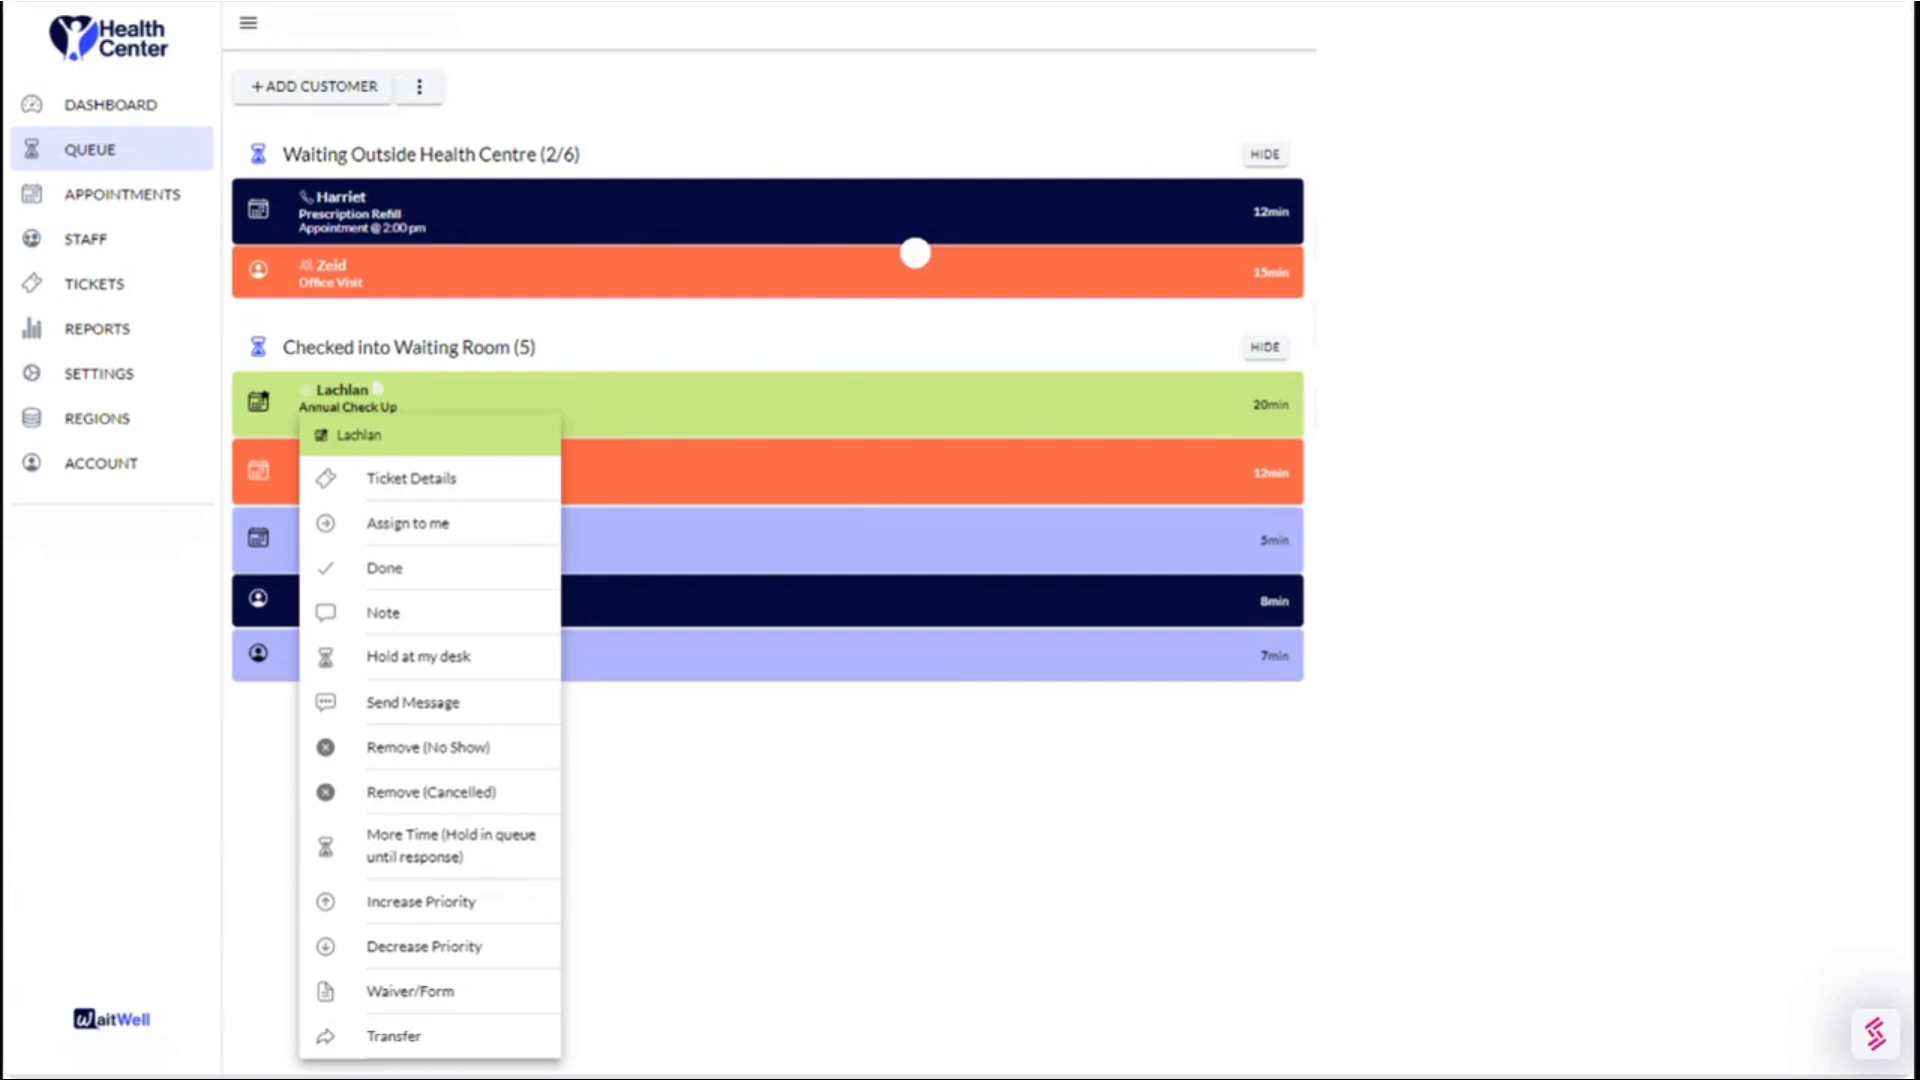 Health
Center
DASHBOARD
QUEUE
APPOINTMENTS
STAFF
TICKETS
REPORTS
SETTINGS
REGIONS
ACCOUNT
WaitWell
+ ADD CUSTOMER
Waiting Outside Health Centre (2/6)
HIDE
Harriet
Prescription Refill
Appointment @ 2:00 pm
12min
Zeid
Office Visit
15min
Checked into Waiting Room (5)
HIDE
Lachlan
Annual Check Up
20min
12min
5min
8min
7min
Lachlan
Ticket Details
Assign to me
Done
Note
Hold at my desk
Send Message
Remove (No Show)
Remove (Cancelled)
More Time (Hold in queue
until response)
Increase Priority
Decrease Priority
Waiver/Form
Transfer